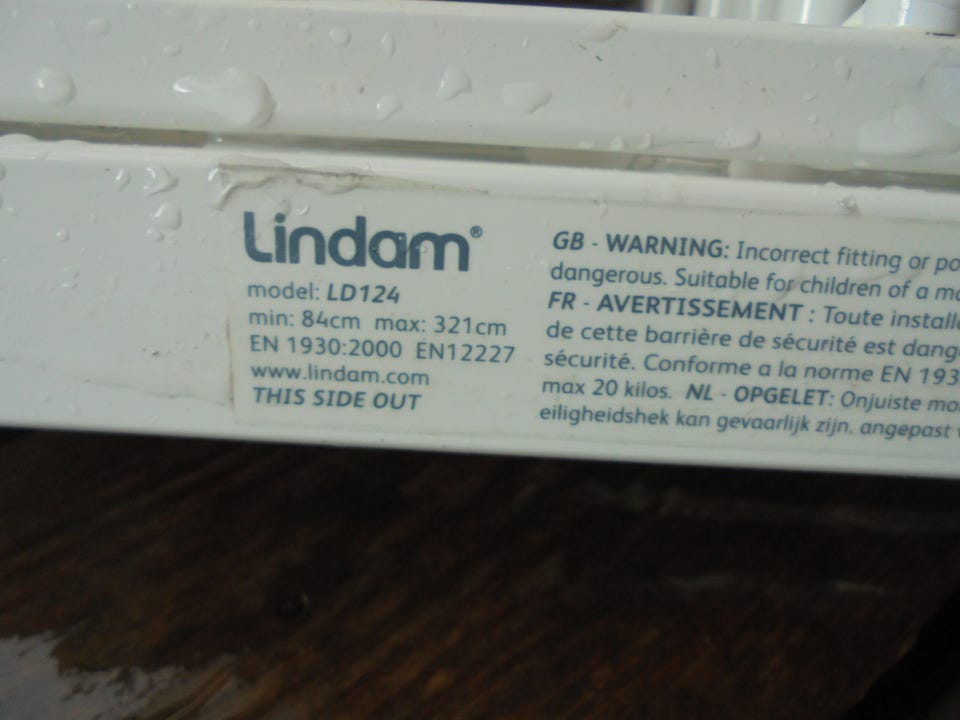 Lindam®
model: LD124
min: 84cm max: 321cm
EN 1930:2000 EN12227
www.lindam.com
THIS SIDE OUT
GB - WARNING: Incorrect fitting or po
dangerous. Suitable for children of a
FR - AVERTISSEMENT : Toute
de cette barrière de sécurité est
sécurité. Conforme a la norme EN 193
max 20 kilos. NL - OPGELET: Onjuiste
eiligheidshek kan gevaarlijk zijn. angepast